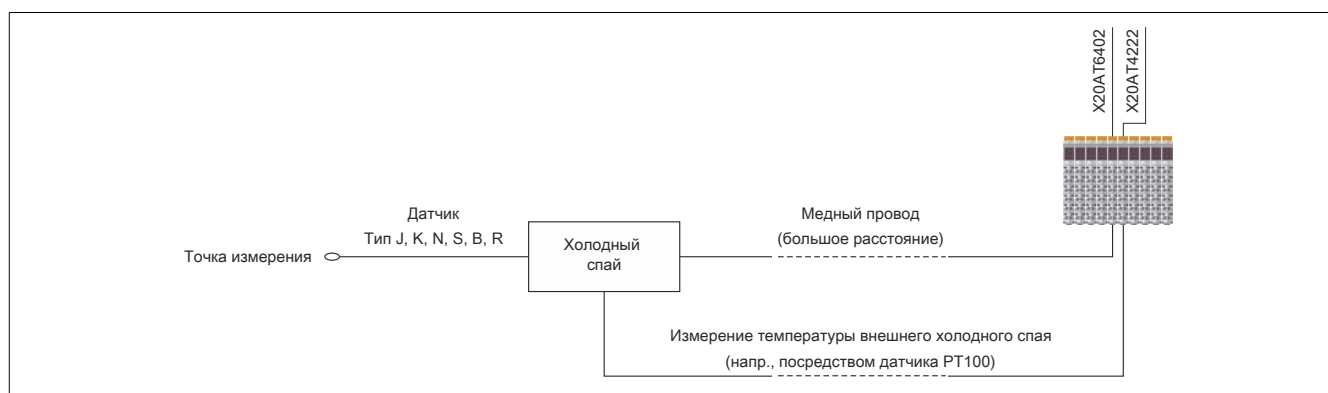 X20AT6402
X20AT4222
Датчик
Тип J, K, N, S, B, R
Точка измерения
Холодный
спай
Медный провод
(большое расстояние)
Измерение температуры внешнего холодного спая
(напр., посредством датчика PT100)